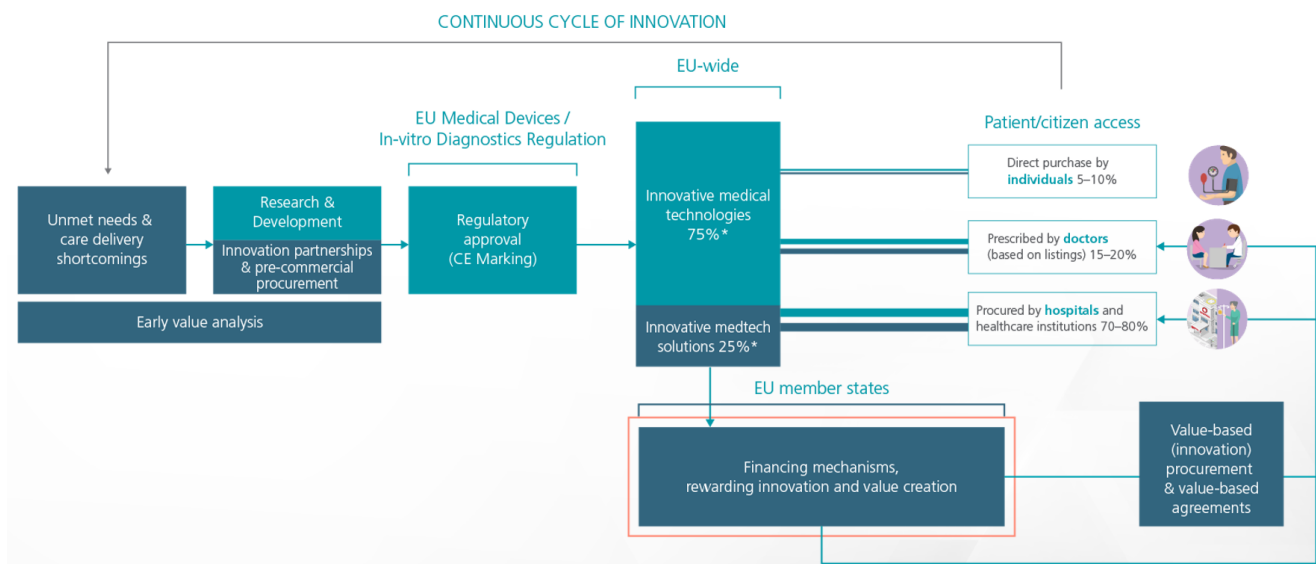 CONTINUOUS CYCLE OF INNOVATION
EU-wide
EU Medical Devices /
In-vitro Diagnostics Regulation
Patient/citizen access
Unmet needs &
care delivery
shortcomings
Research &
Development
Innovation partnerships
& pre-commercial
procurement
Early value analysis
Regulatory
approval
(CE Marking)
Innovative medical
technologies
75%*
Innovative medtech
solutions 25%*
Direct purchase by
individuals 5–10%
Prescribed by doctors
(based on listings) 15–20%
Procured by hospitals and
healthcare institutions 70–80%
EU member states
Financing mechanisms,
rewarding innovation and value creation
Value-based
(innovation)
procurement
& value-based
agreements